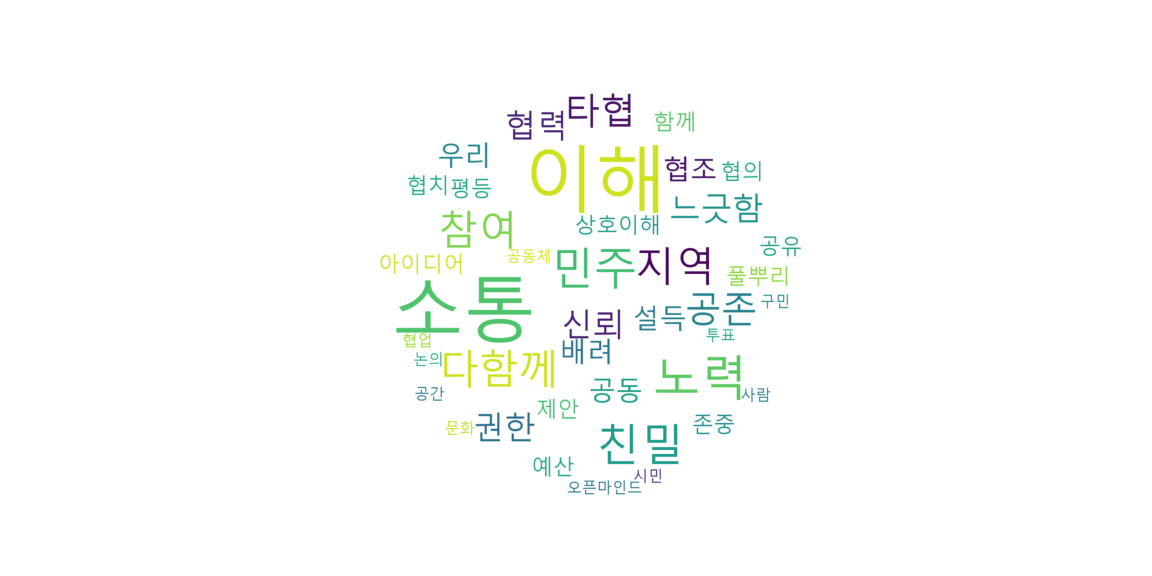 타협
협력
함께
이해
우리
협조
협의
협치
평등
느긋함
참여
상호이해
공유
아이디어
공동체
민주
지역
풀뿌리
소통
신뢰
설득
공존
구민
투표
협업
배려
논의
다함께
노력
공간
공동
사람
제안
문화
권한
존중
친밀
예산
시민
오픈마인드